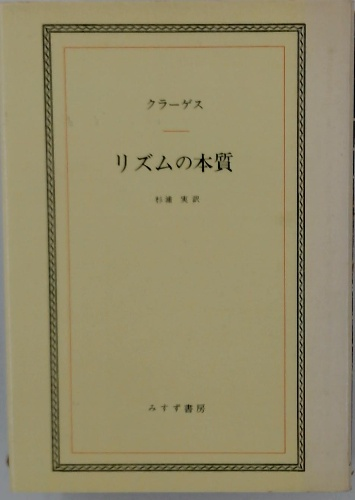 クラーゲス
リズムの本質
杉浦 実訳
みすず書房